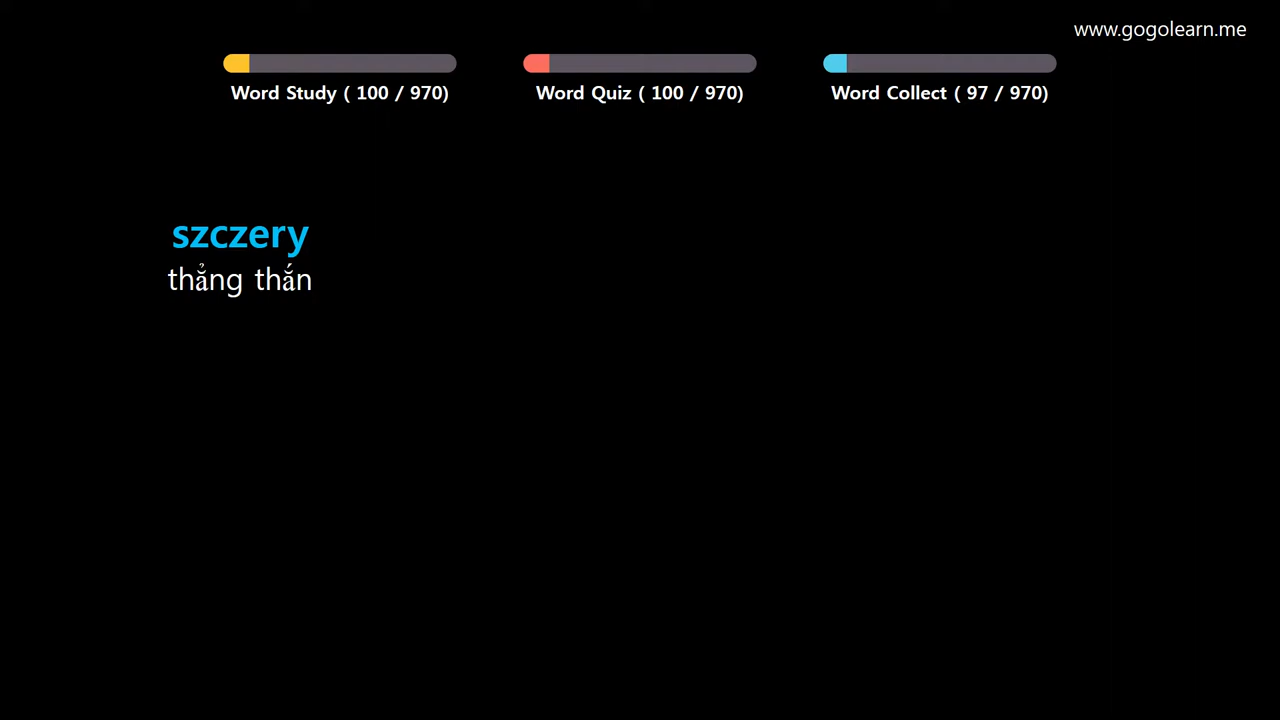 www.gogolearn.me
Word Study ( 100 / 970)
Word Quiz ( 100 / 970)
Word Collect ( 97 / 970)
szczery
thẳng thắn